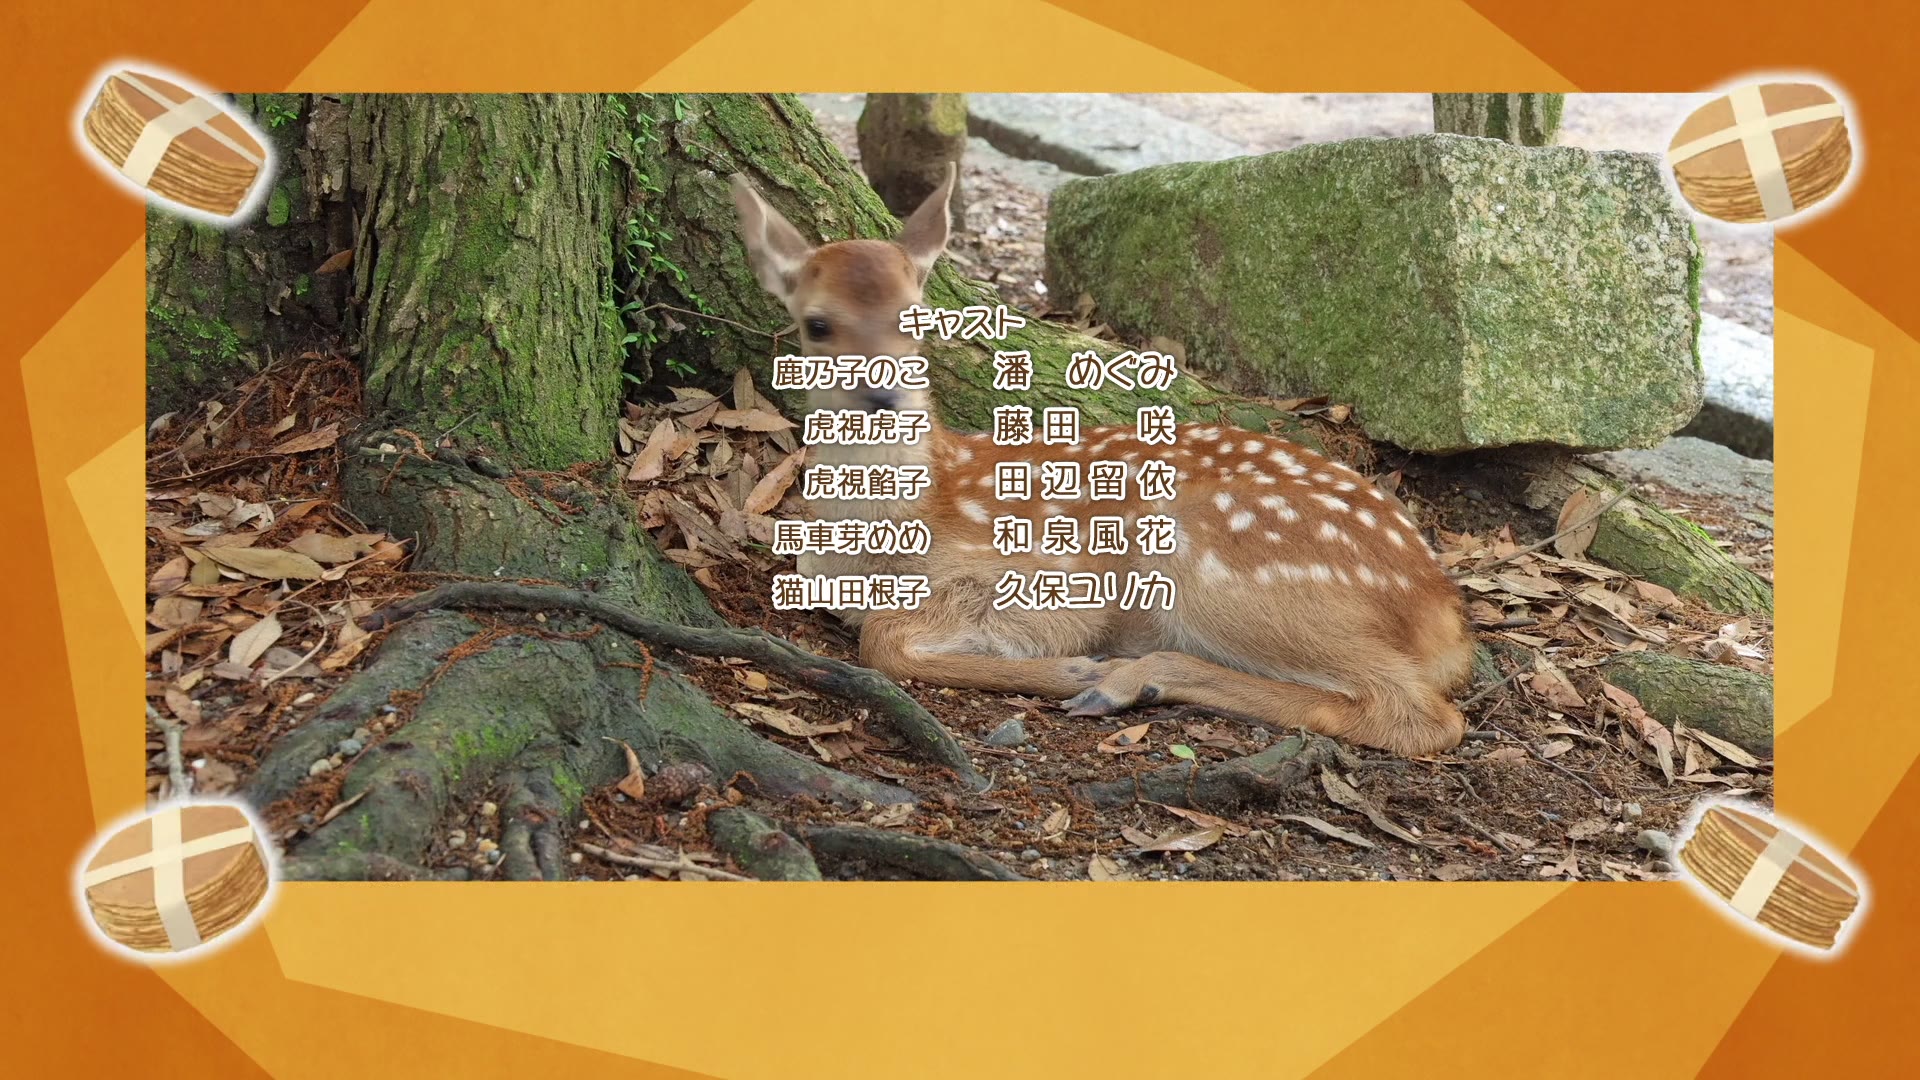 キャスト
鹿乃子のこ 潘 めぐみ
虎視虎子 藤田 咲
虎視餡子 田辺留依
馬車芽めめ 和泉風花
猫山田根子 久保ユリカ